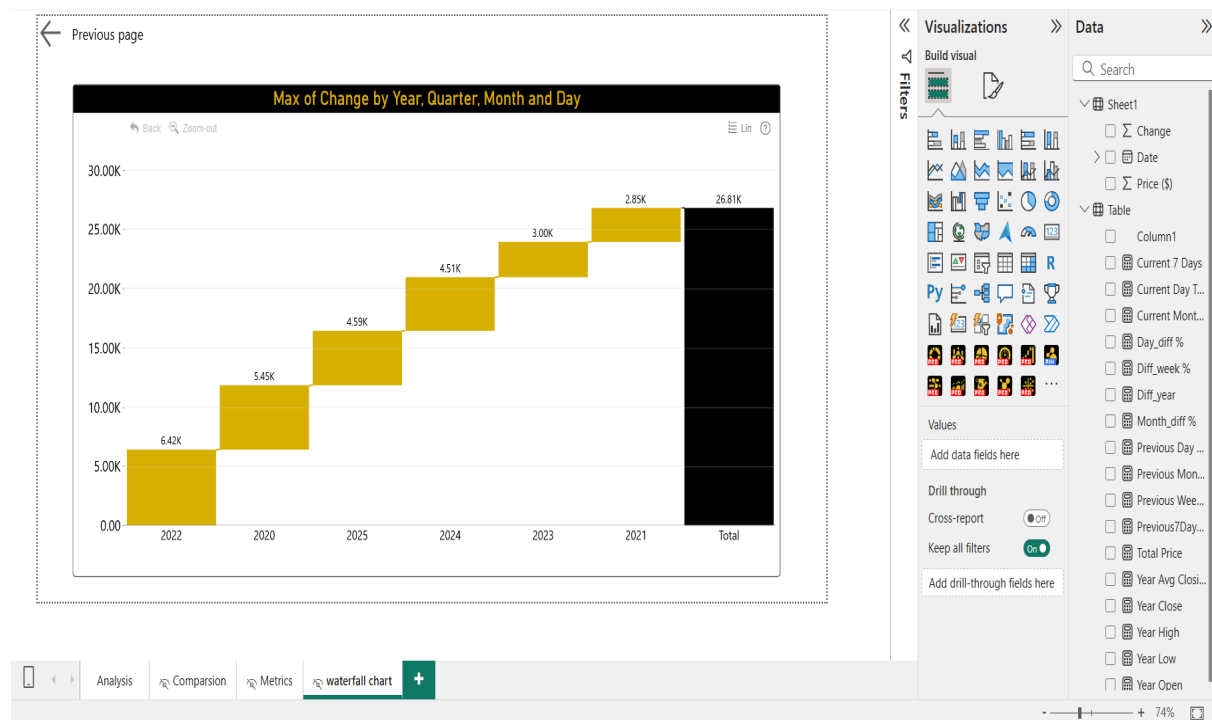 Previous page
Max of Change by Year, Quarter, Month and Day
Back Zoom-out Lin ?
30.00K
25.00K
20.00K
15.00K
10.00K
5.00K
0.00
6.42K
5.45K
4.59K
4.51K
3.00K
2.85K
26.81K
2022 2020 2025 2024 2023 2021 Total
Filters
Visualizations
Build visual
123
R
Py
Values
Add data fields here
Drill through
Cross-report Off
Keep all filters On
Add drill-through fields here
Data
Search
Sheet1
Σ Change
Date
Σ Price ($)
Table
Column1
Current 7 Days
Current Day T...
Current Mont...
Day_diff %
Diff_week %
Diff_year
Month_diff %
Previous Day ...
Previous Mon...
Previous Wee...
Previous7Day...
Total Price
Year Avg Closi...
Year Close
Year High
Year Low
Year Open
Analysis Comparsion Metrics waterfall chart +
- + 74%